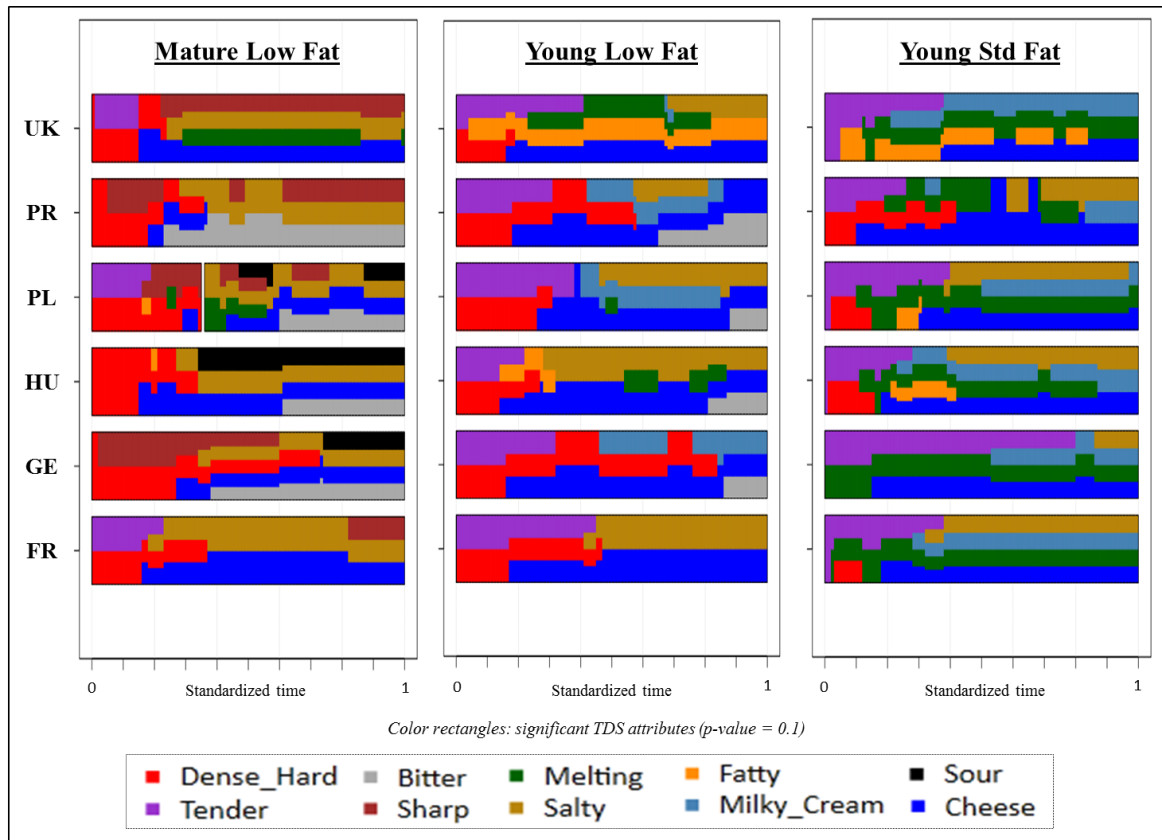 Mature Low Fat
Young Low Fat
Young Std Fat
UK
PR
PL
HU
GE
FR
0 Standardized time 1
0 Standardized time 1
0 Standardized time 1
Color rectangles: significant TDS attributes (p-value = 0.1)
Dense_Hard Bitter Melting Fatty Sour
Tender Sharp Salty Milky_Cream Cheese